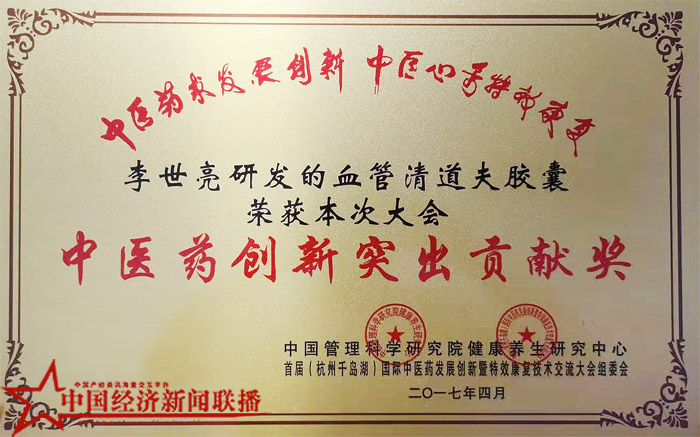 中医药发展创新 中医心
李世亮研发的血管清道夫胶囊
荣获本次大会
中医药创新突出贡献奖
中国管理科学研究院健康养生研究中心
首届（杭州千岛湖）国际中医药发展创新暨特效康复技术交流大会组委会
二〇一七年四月
中国经济新闻联播